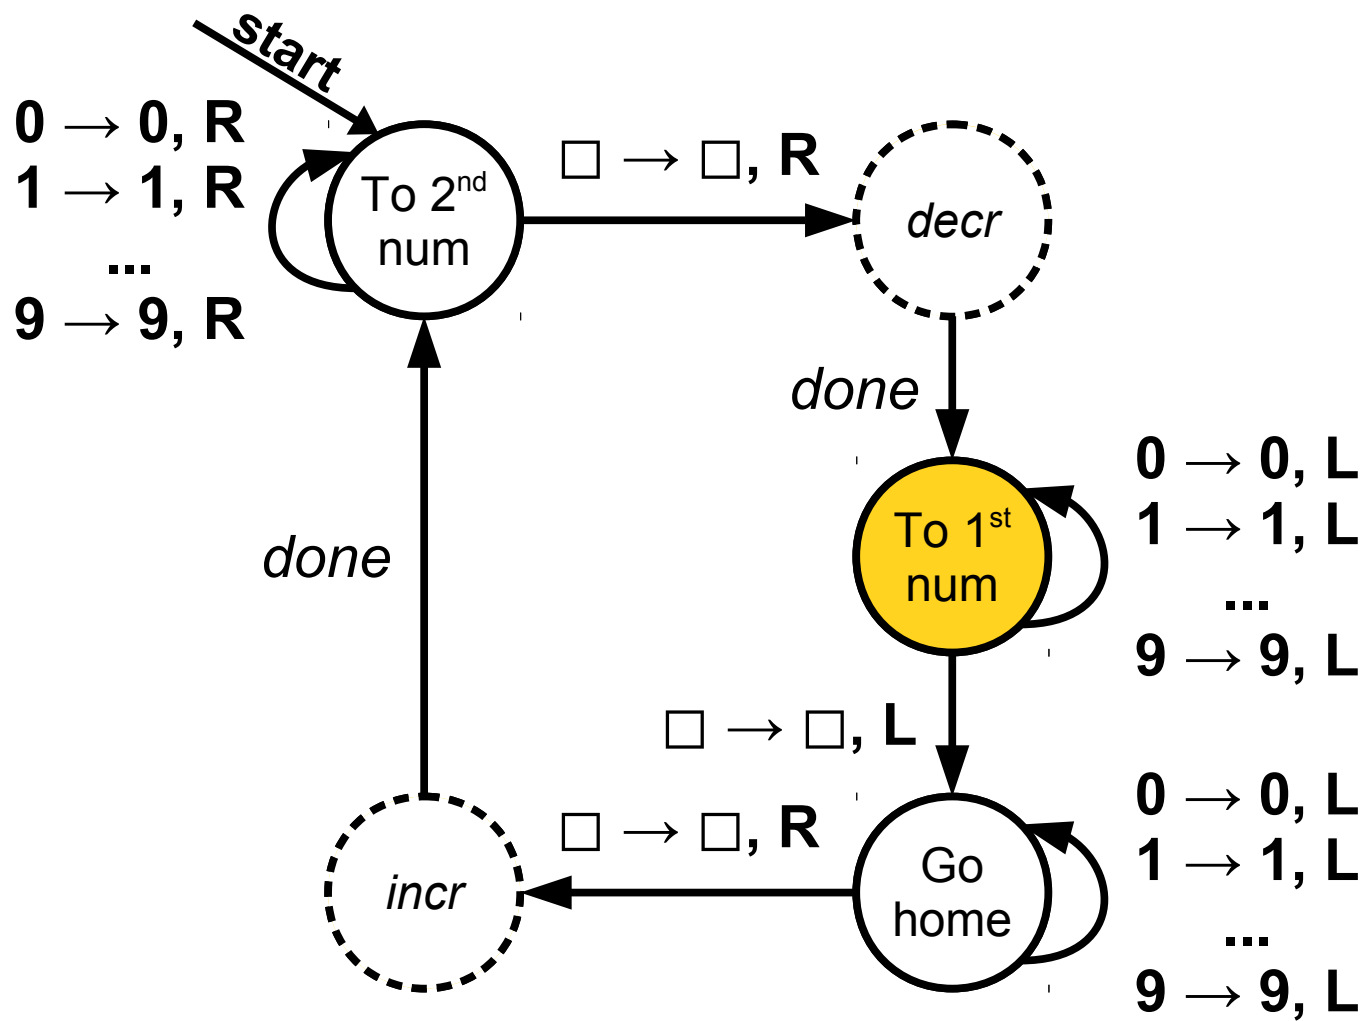 start
0 → 0, R
1 → 1, R
...
9 → 9, R
To 2nd
num
□ → □, R
decr
done
To 1st
num
0 → 0, L
1 → 1, L
...
9 → 9, L
done
□ → □, L
□ → □, R
incr
Go
home
0 → 0, L
1 → 1, L
...
9 → 9, L